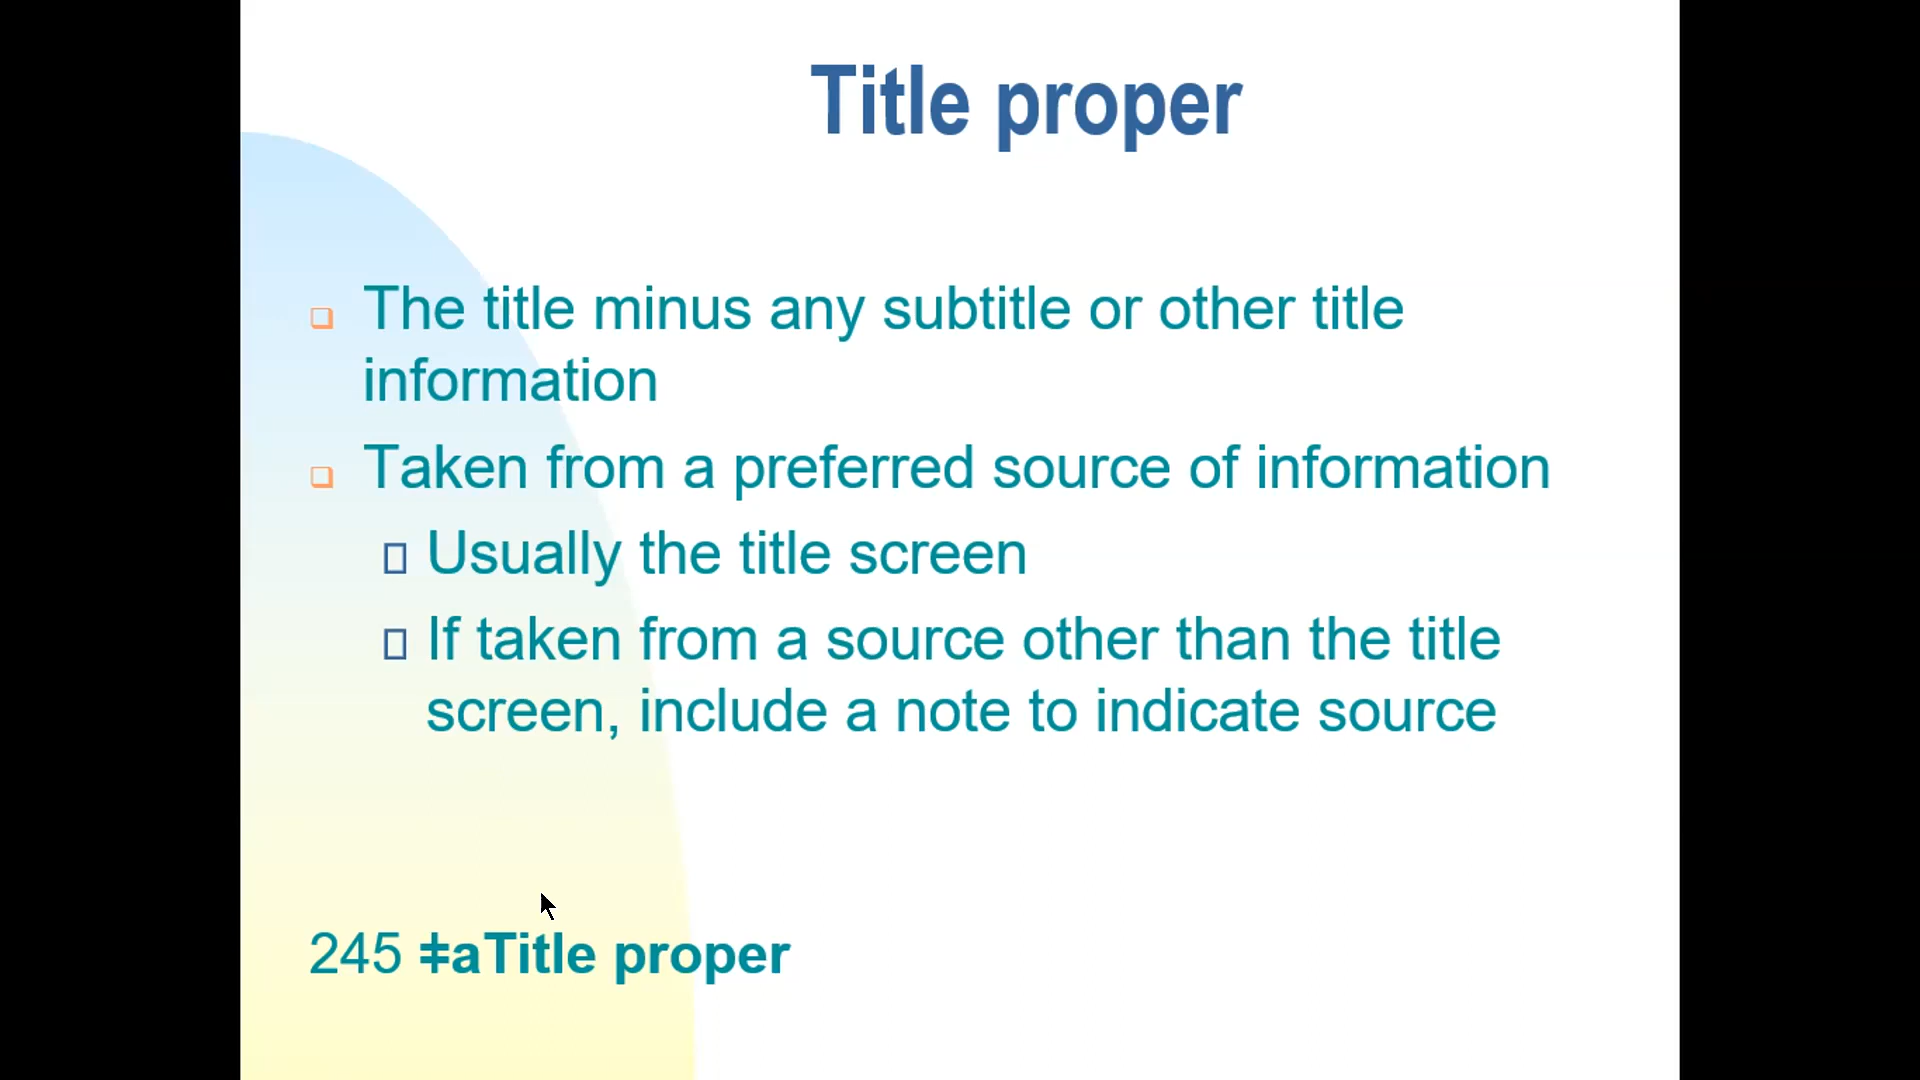 Title proper
The title minus any subtitle or other title
information
Taken from a preferred source of information
Usually the title screen
If taken from a source other than the title
screen, include a note to indicate source
245 ǂaTitle proper